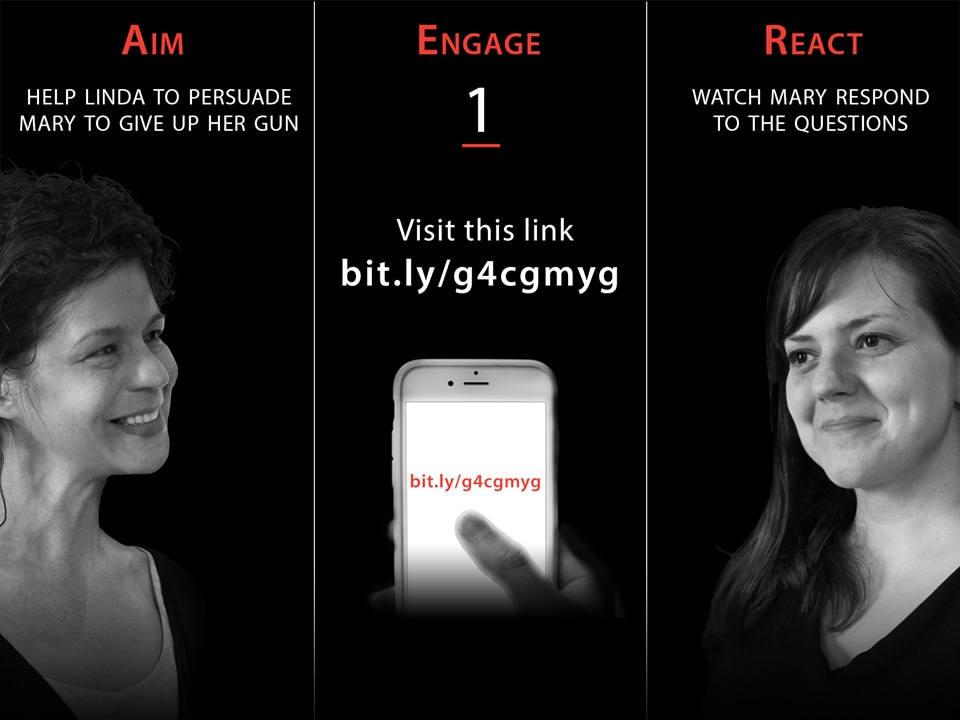 AIM
HELP LINDA TO PERSUADE
MARY TO GIVE UP HER GUN
ENGAGE
1
Visit this link
bit.ly/g4cgmyg
bit.ly/g4cgmyg
REACT
WATCH MARY RESPOND
TO THE QUESTIONS